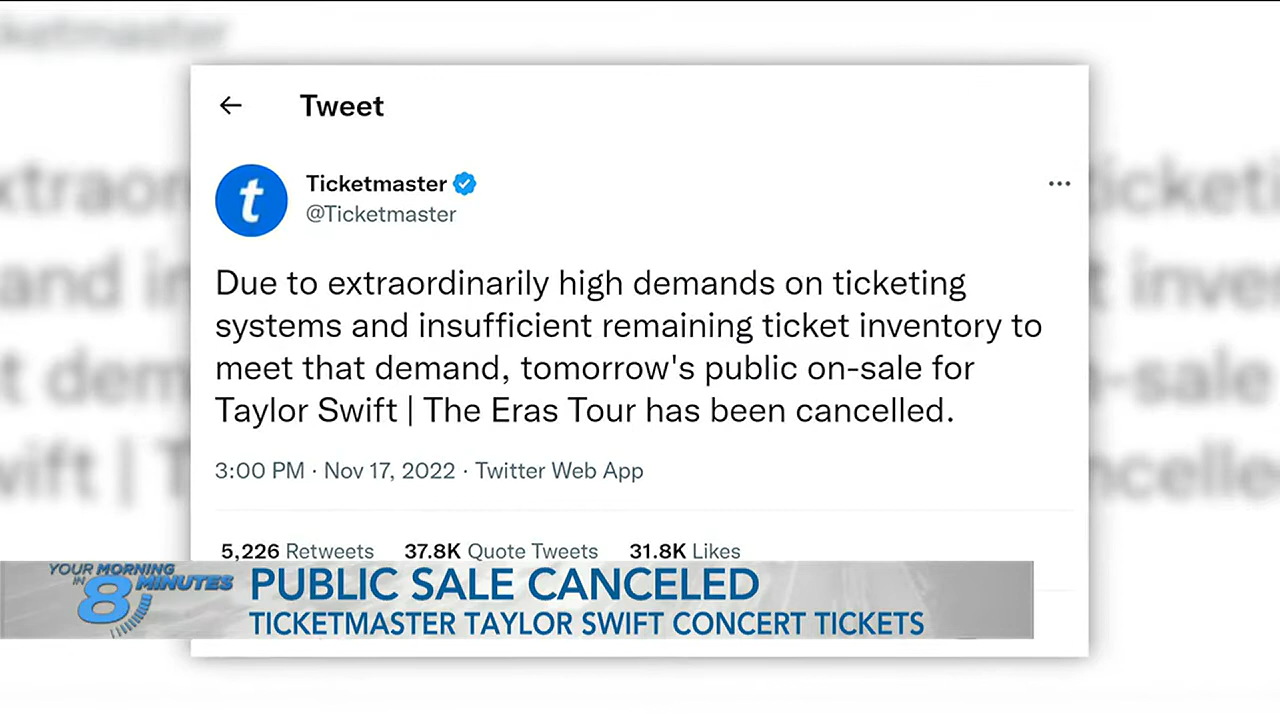 ketmaster
Tweet
t
Ticketmaster
@Ticketmaster
Due to extraordinarily high demands on ticketing
systems and insufficient remaining ticket inventory to
meet that demand, tomorrow's public on-sale for
Taylor Swift | The Eras Tour has been cancelled.
3:00 PM · Nov 17, 2022 · Twitter Web App
5,226 Retweets 37.8K Quote Tweets 31.8K Likes
YOUR MORNING
IN 8 MINUTES
PUBLIC SALE CANCELED
TICKETMASTER TAYLOR SWIFT CONCERT TICKETS